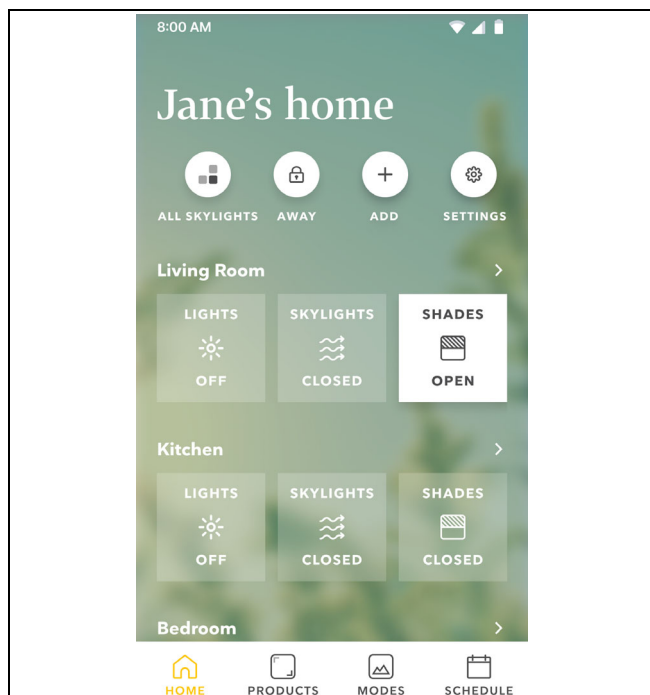 8:00 AM
Jane's home
ALL SKYLIGHTS AWAY ADD SETTINGS
Living Room
LIGHTS SKYLIGHTS SHADES
OFF CLOSED OPEN
Kitchen
LIGHTS SKYLIGHTS SHADES
OFF CLOSED CLOSED
Bedroom
HOME PRODUCTS MODES SCHEDULE